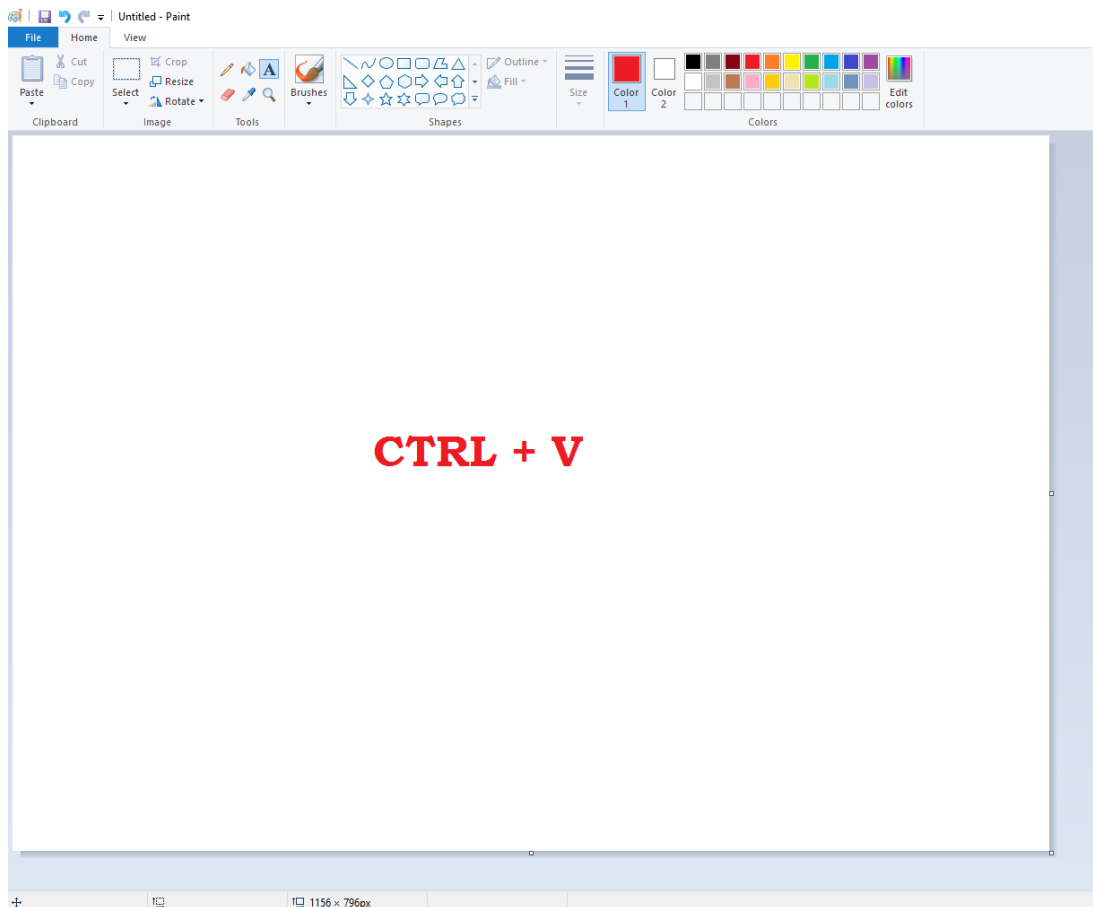 Untitled - Paint
File Home View
Cut
Copy
Paste
Clipboard
Select
Crop
Resize
Rotate
Image
A
Tools
Brushes
Outline
Fill
Shapes
Size
Color 1
Color 2
Edit colors
Colors
CTRL + V
1156 × 796px